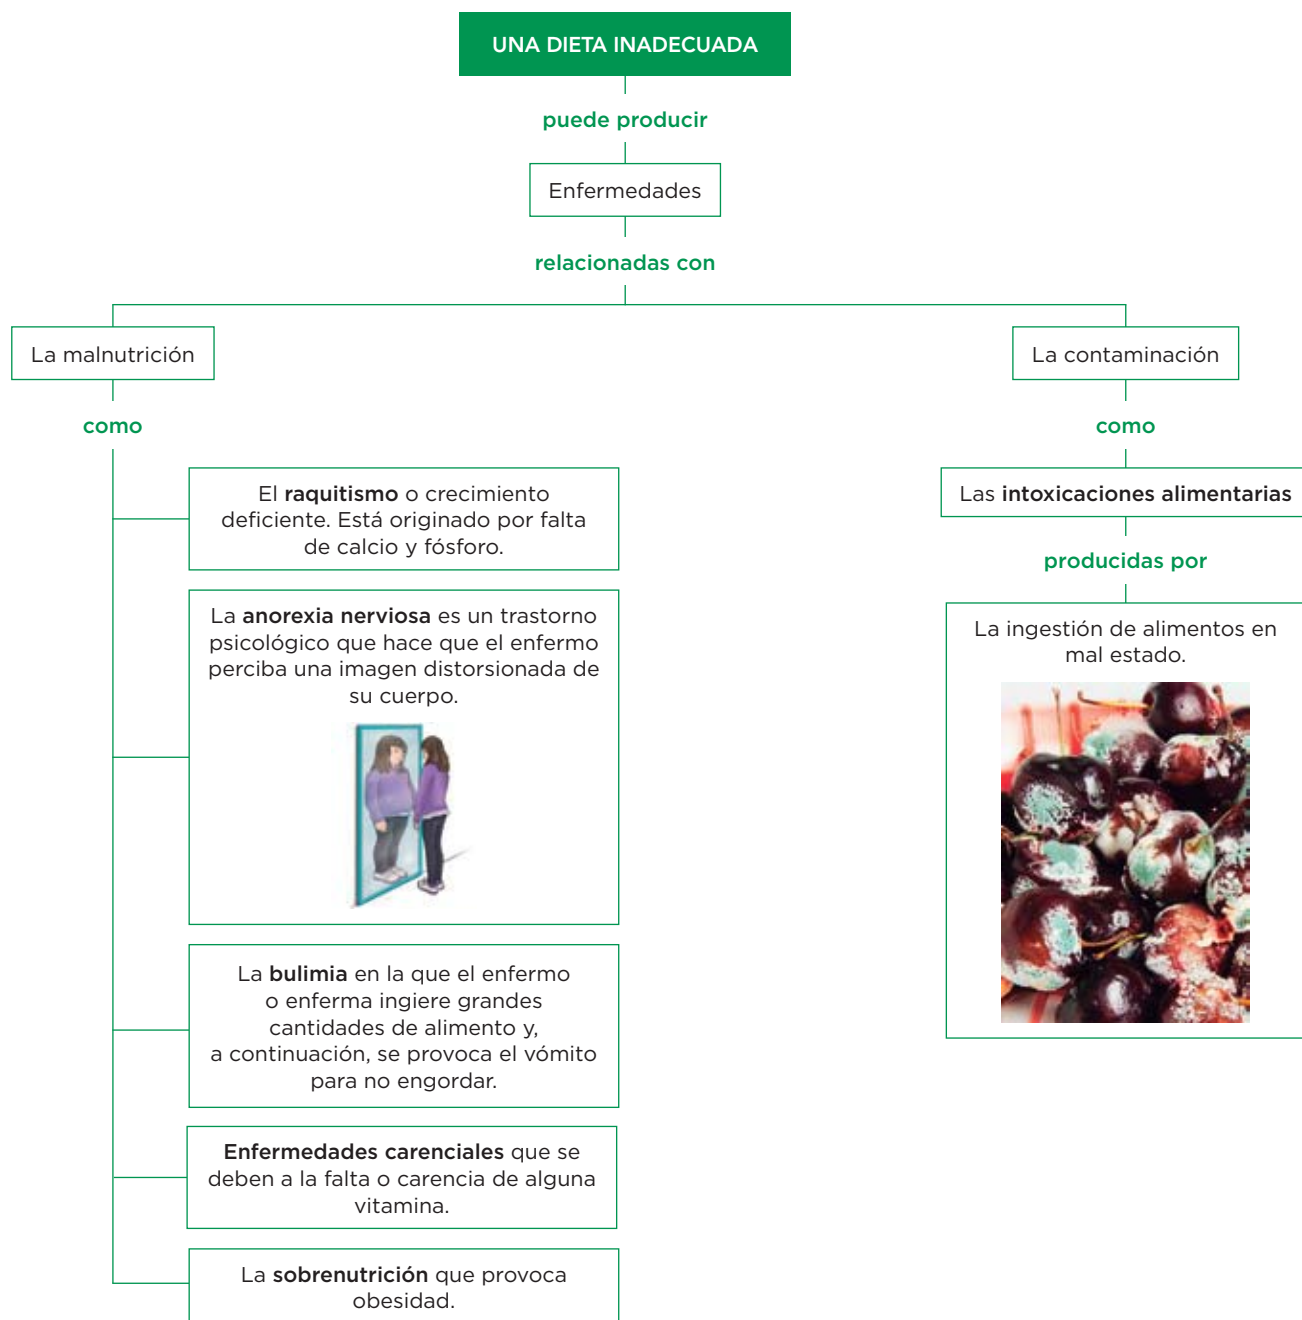 UNA DIETA INADECUADA
puede producir
Enfermedades
relacionadas con
La malnutrición
como
El raquitismo o crecimiento
deficiente. Está originado por falta
de calcio y fósforo.
La anorexia nerviosa es un trastorno
psicológico que hace que el enfermo
perciba una imagen distorsionada de
su cuerpo.
La bulimia en la que el enfermo
o enferma ingiere grandes
cantidades de alimento y,
a continuación, se provoca el vómito
para no engordar.
Enfermedades carenciales que se
deben a la falta o carencia de alguna
vitamina.
La sobrenutrición que provoca
obesidad.
La contaminación
como
Las intoxicaciones alimentarias
producidas por
La ingestión de alimentos en
mal estado.